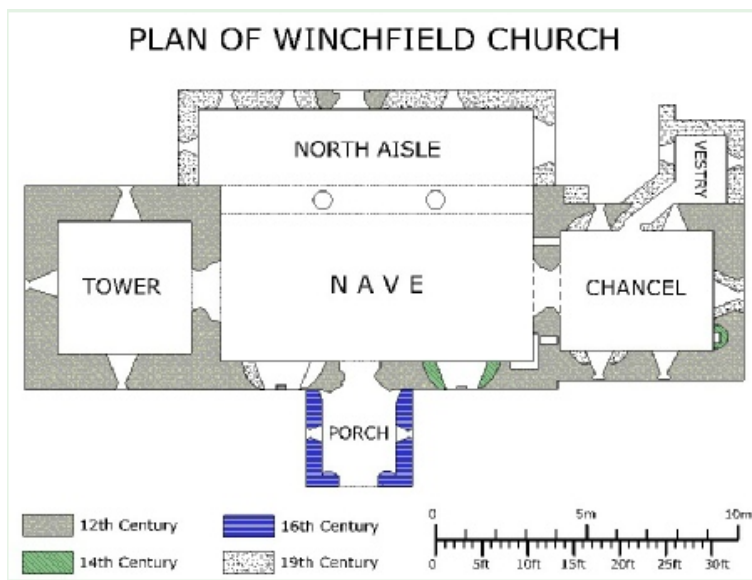 PLAN OF WINCHFIELD CHURCH
NORTH AISLE
VESTRY
TOWER
NAVE
CHANCEL
PORCH
12th Century
16th Century
14th Century
19th Century
0 5m 10m
0 5ft 10ft 15ft 20ft 25ft 30ft